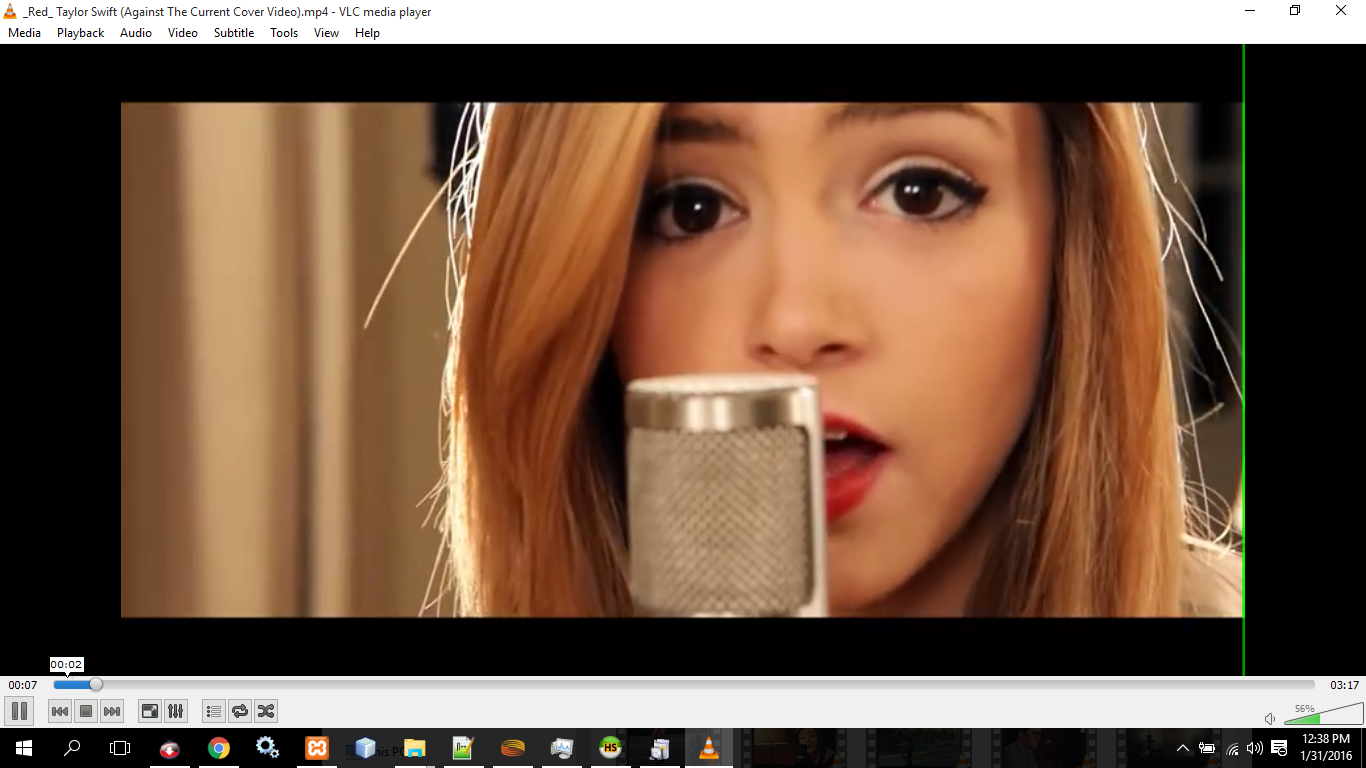 _Red_ Taylor Swift (Against The Current Cover Video).mp4 - VLC media player
Media Playback Audio Video Subtitle Tools View Help
00:02
00:07 03:17
56%
HS
12:38 PM
1/31/2016